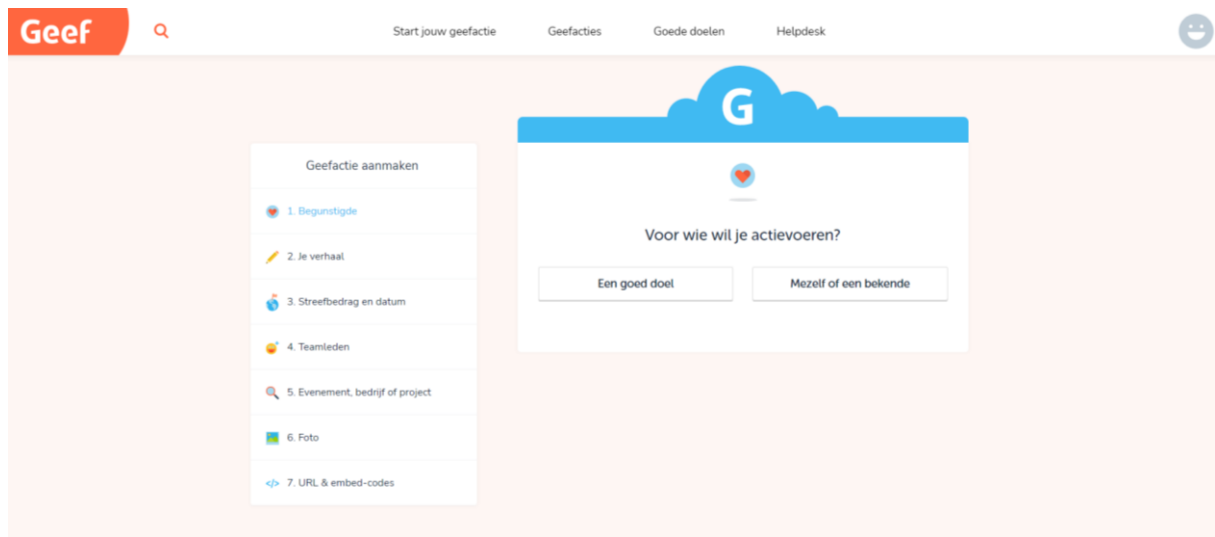 Geef
Start jouw geefactie
Geefacties
Goede doelen
Helpdesk
G
Geefactie aanmaken
1. Begunstigde
2. Je verhaal
3. Streefbedrag en datum
4. Teamleden
5. Evenement, bedrijf of project
6. Foto
</> 7. URL & embed-codes
Voor wie wil je actievoeren?
Een goed doel
Mezelf of een bekende